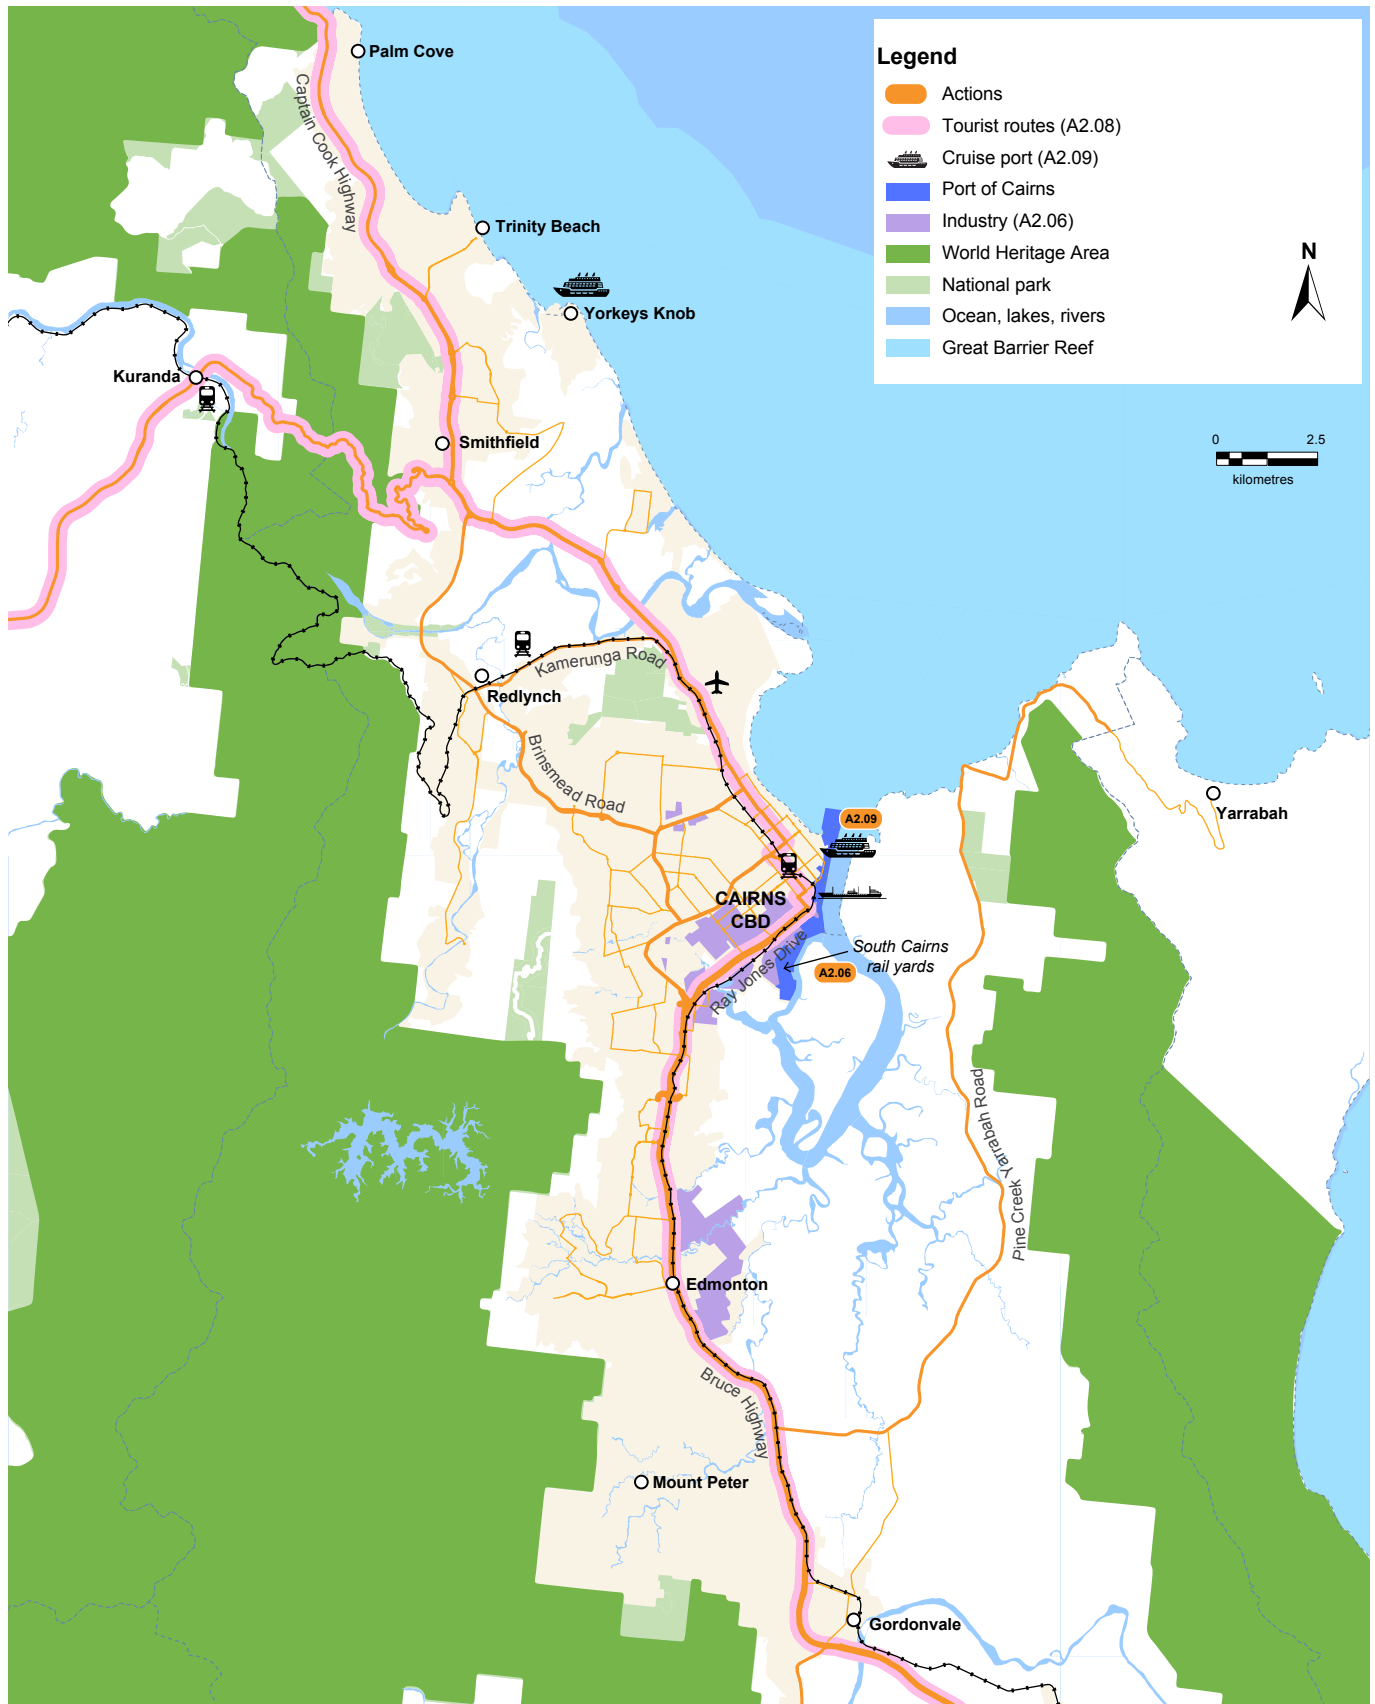 Palm Cove
Captain Cook Highway
Trinity Beach
Yorkeys Knob
Kuranda
Smithfield
Legend
Actions
Tourist routes (A2.08)
Cruise port (A2.09)
Port of Cairns
Industry (A2.06)
World Heritage Area
National park
Ocean, lakes, rivers
Great Barrier Reef
N
0 2.5
kilometres
Kamerunga Road
Redlynch
Brinsmead Road
Yarrabah
A2.09
CAIRNS
CBD
Ray Jones Drive
South Cairns
rail yards
A2.06
Pine Creek Yarrabah Road
Edmonton
Bruce Highway
Mount Peter
Gordonvale